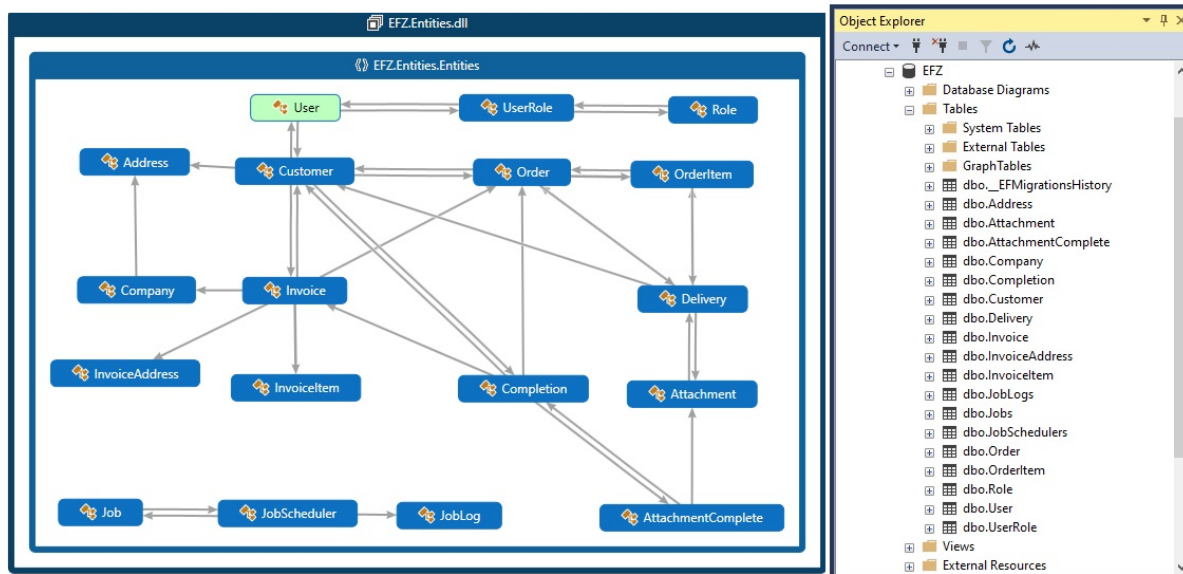 EFZ.Entities.dll
EFZ.Entities.Entities
User
UserRole
Role
Address
Customer
Order
OrderItem
Company
Invoice
Delivery
InvoiceAddress
InvoiceItem
Completion
Attachment
Job
JobScheduler
JobLog
AttachmentComplete
Object Explorer
Connect
EFZ
Database Diagrams
Tables
System Tables
External Tables
GraphTables
dbo.__EFMigrationsHistory
dbo.Address
dbo.Attachment
dbo.AttachmentComplete
dbo.Company
dbo.Completion
dbo.Customer
dbo.Delivery
dbo.Invoice
dbo.InvoiceAddress
dbo.InvoiceItem
dbo.JobLogs
dbo.Jobs
dbo.JobSchedulers
dbo.Order
dbo.OrderItem
dbo.Role
dbo.User
dbo.UserRole
Views
External Resources